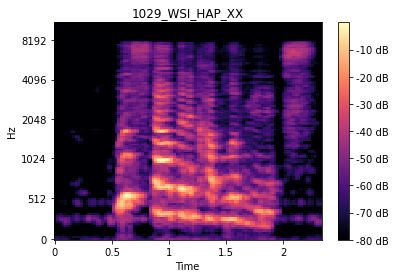 1029_WSI_HAP_XX
8192
4096
2048
1024
512
0
Hz
0
0.5
1
1.5
2
Time
-10 dB
-20 dB
-30 dB
-40 dB
-50 dB
-60 dB
-70 dB
-80 dB